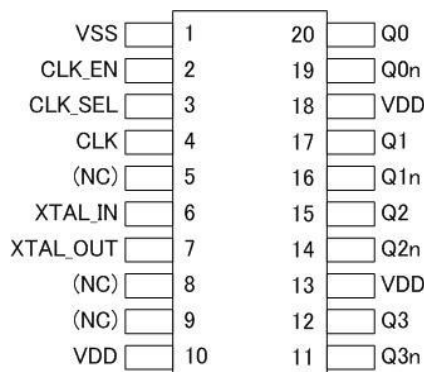 VSS 1 20 Q0
CLK_EN 2 19 Q0n
CLK_SEL 3 18 VDD
CLK 4 17 Q1
(NC) 5 16 Q1n
XTAL_IN 6 15 Q2
XTAL_OUT 7 14 Q2n
(NC) 8 13 VDD
(NC) 9 12 Q3
VDD 10 11 Q3n